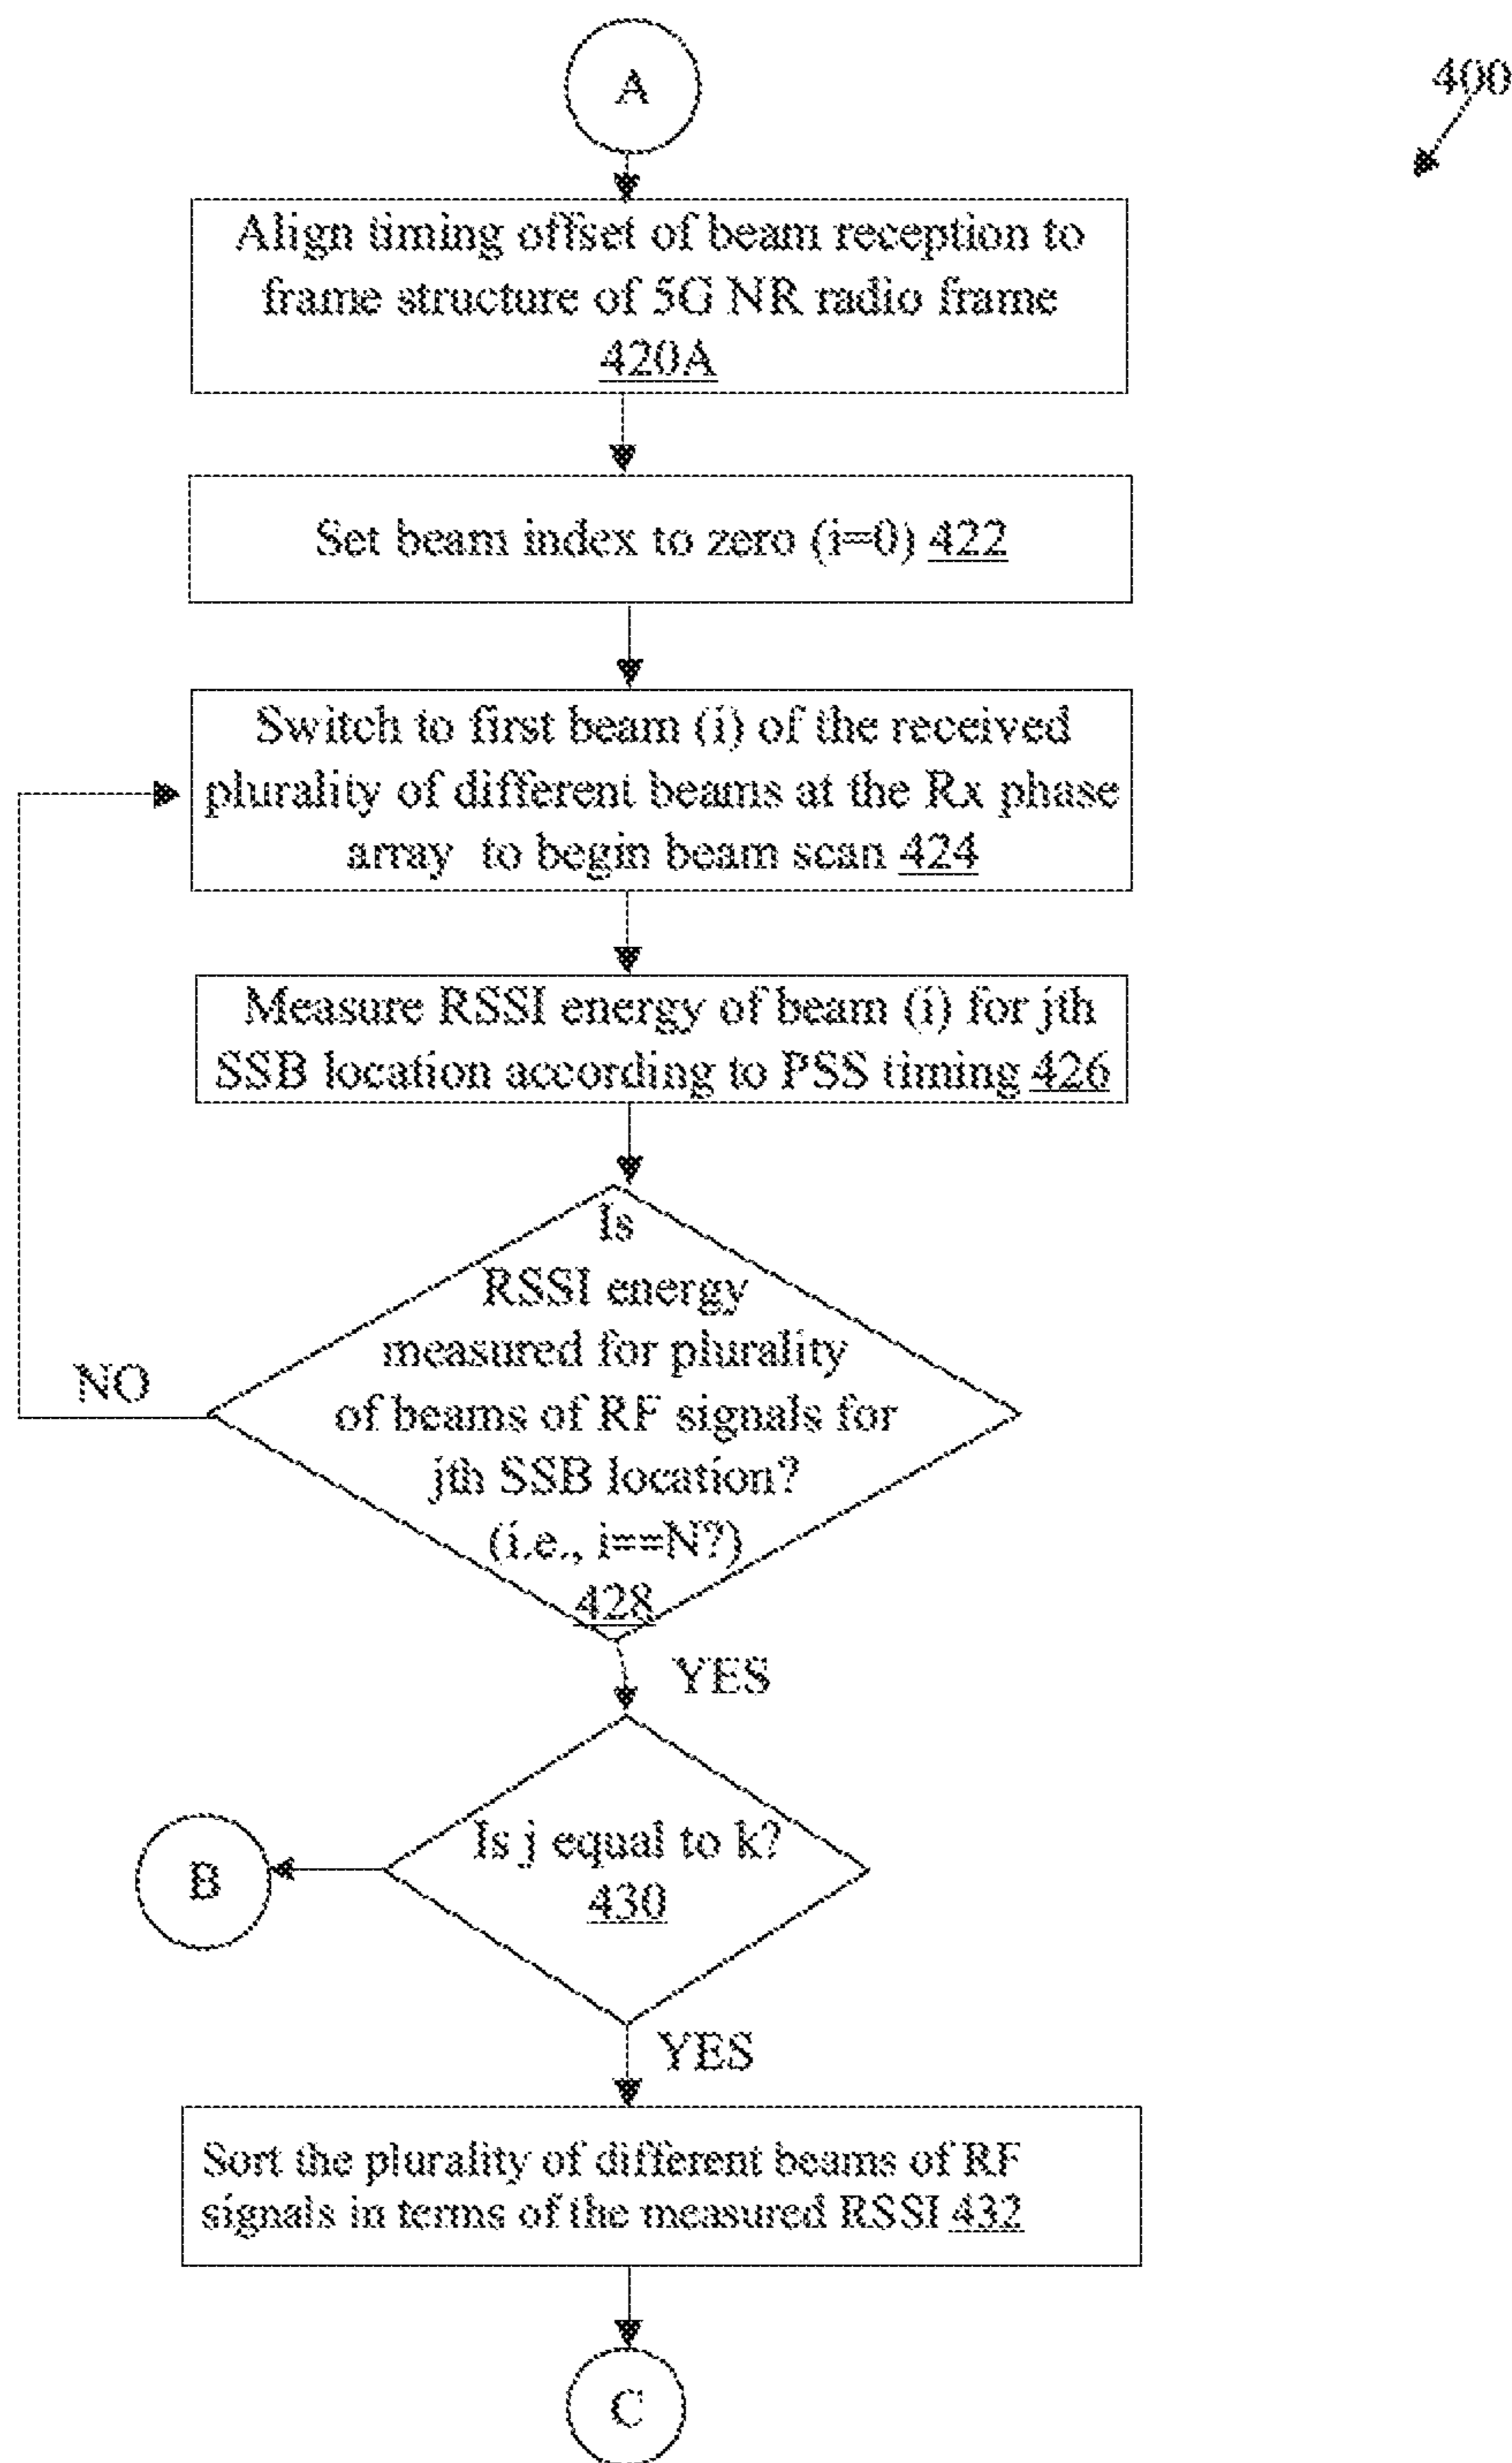 A
400
Align timing offset of beam reception to
frame structure of 5G NR radio frame
420A
Set beam index to zero (i=0) 422
Switch to first beam (i) of the received
plurality of different beams at the Rx phase
array to begin beam scan 424
Measure RSSI energy of beam (i) for jth
SSB location according to PSS timing 426
Is
RSSI energy
measured for plurality
of beams of RF signals for
jth SSB location?
(i.e., i==N?)
428
NO
YES
Is j equal to k?
430
B
YES
Sort the plurality of different beams of RF
signals in terms of the measured RSSI 432
C